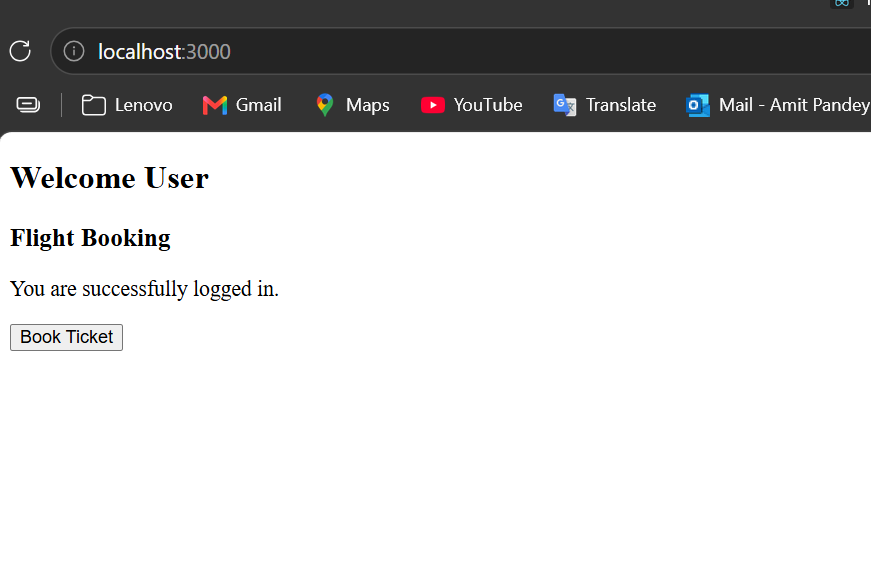 localhost:3000
Lenovo Gmail Maps YouTube Translate Mail - Amit Pandey
Welcome User
Flight Booking
You are successfully logged in.
Book Ticket